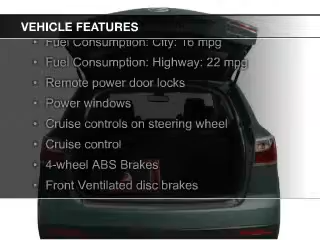 VEHICLE FEATURES
• Fuel Consumption: City: 16 mpg
• Fuel Consumption: Highway: 22 mpg
• Remote power door locks
• Power windows
• Cruise controls on steering wheel
• Cruise control
• 4-wheel ABS Brakes
• Front Ventilated disc brakes